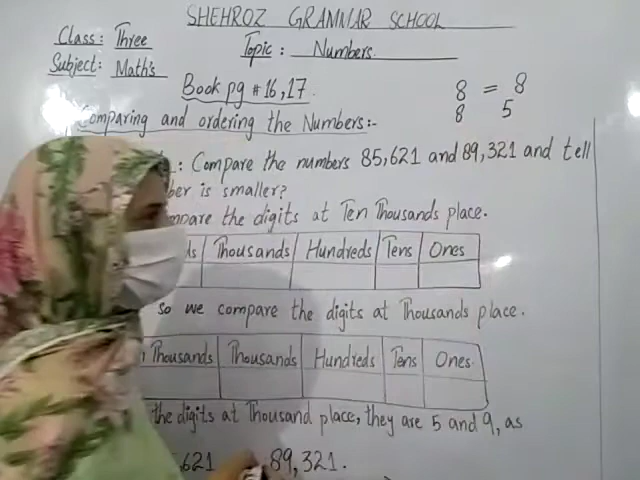 SHEHROZ GRAMMAR SCHOOL
Class: Three
Topic: Numbers.
Subject: Math's
Book pg # 16,17.
8 = 8
8 5
Comparing and ordering the Numbers:-
: Compare the numbers 85,621 and 89,321 and tell
ber is smaller?
mpare the digits at Ten Thousands place.
ds Thousands Hundreds Tens Ones
so we compare the digits at Thousands place.
Thousands Thousands Hundreds Tens Ones.
the digits at Thousand place, they are 5 and 9, as
,621 89,321.